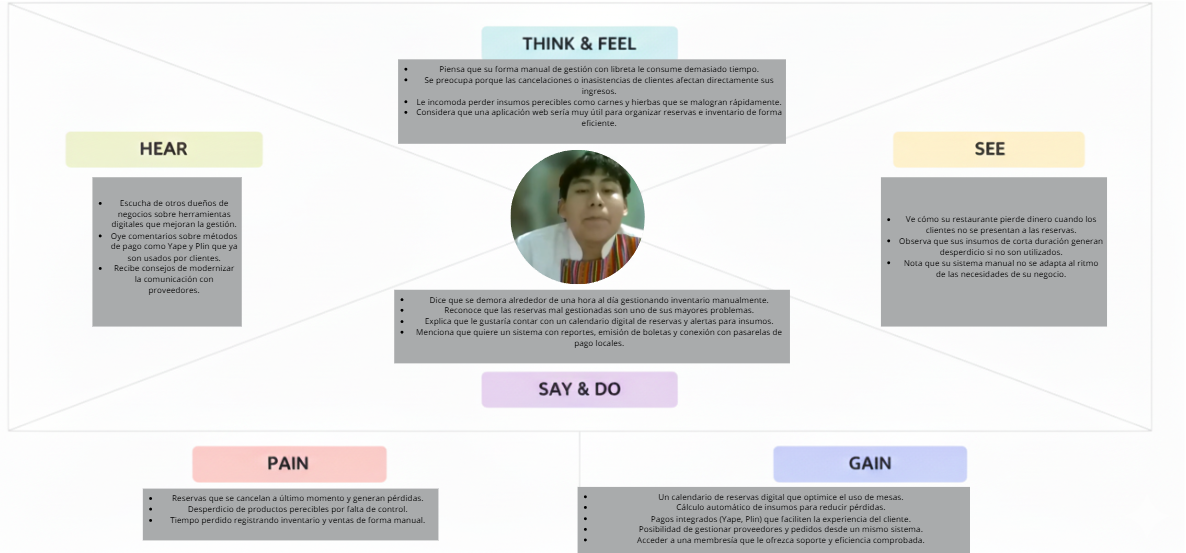 THINK & FEEL
• Piensa que su forma manual de gestión con libreta le consume demasiado tiempo.
• Se preocupa porque las cancelaciones o inasistencias de clientes afectan directamente sus
ingresos.
• Le incomoda perder insumos perecibles como carnes y hierbas que se malogran rápidamente.
• Considera que una aplicación web sería muy útil para organizar reservas e inventario de forma
eficiente.
HEAR
• Escucha de otros dueños de
negocios sobre herramientas
digitales que mejoran la gestión.
• Oye comentarios sobre métodos
de pago como Yape y Plin que ya
son usados por clientes.
• Recibe consejos de modernizar
la comunicación con
proveedores.
SEE
• Ve cómo su restaurante pierde dinero cuando los
clientes no se presentan a las reservas.
• Observa que sus insumos de corta duración generan
desperdicio si no son utilizados.
• Nota que su sistema manual no se adapta al ritmo
de las necesidades de su negocio.
• Dice que se demora alrededor de una hora al día gestionando inventario manualmente.
• Reconoce que las reservas mal gestionadas son uno de sus mayores problemas.
• Explica que le gustaría contar con un calendario digital de reservas y alertas para insumos.
• Menciona que quiere un sistema con reportes, emisión de boletas y conexión con pasarelas de
pago locales.
SAY & DO
PAIN
• Reservas que se cancelan a último momento y generan pérdidas.
• Desperdicio de productos perecibles por falta de control.
• Tiempo perdido registrando inventario y ventas de forma manual.
GAIN
• Un calendario de reservas digital que optimice el uso de mesas.
• Cálculo automático de insumos para reducir pérdidas.
• Pagos integrados (Yape, Plin) que faciliten la experiencia del cliente.
• Posibilidad de gestionar proveedores y pedidos desde un mismo sistema.
• Acceder a una membresía que le ofrezca soporte y eficiencia comprobada.